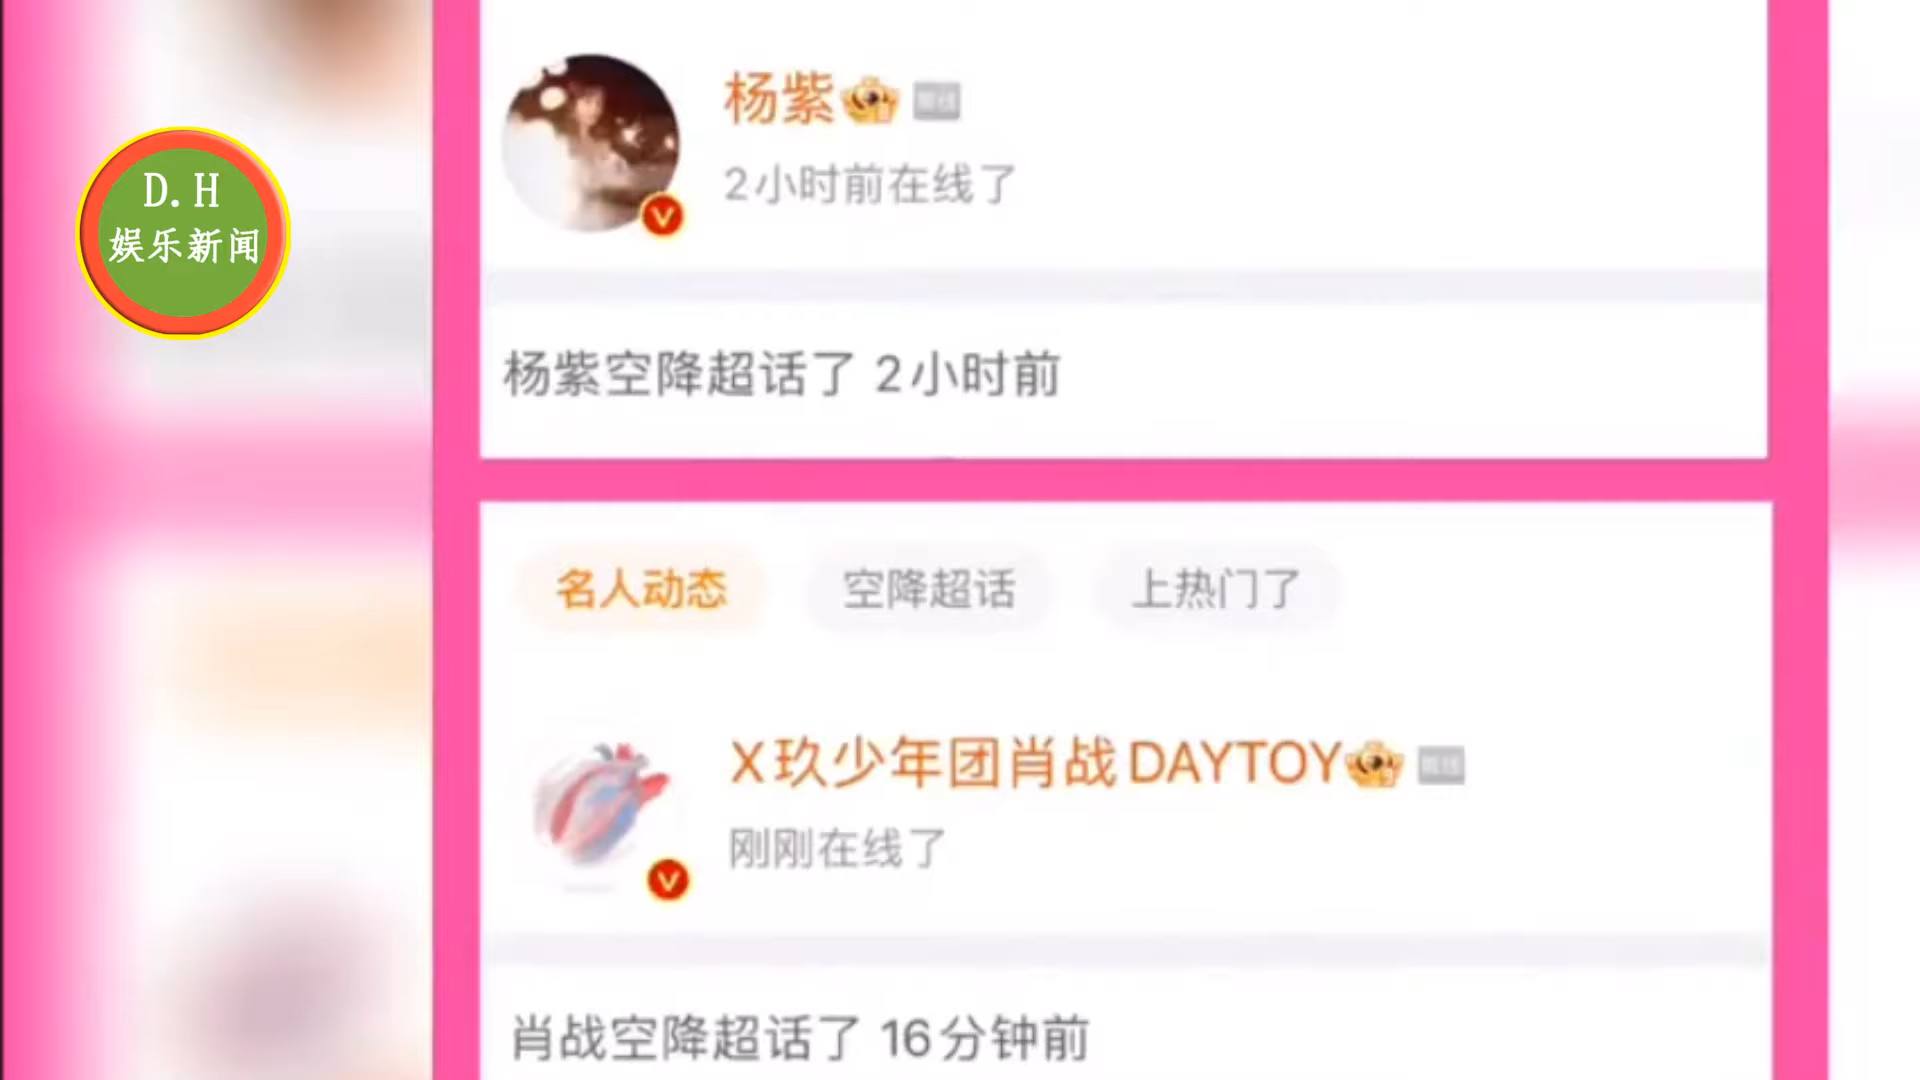 D.H
娱乐新闻
杨紫
2小时前在线了
杨紫空降超话了 2小时前
名人动态 空降超话 上热门了
X玖少年团肖战DAYTOY
刚刚在线了
肖战空降超话了 16分钟前